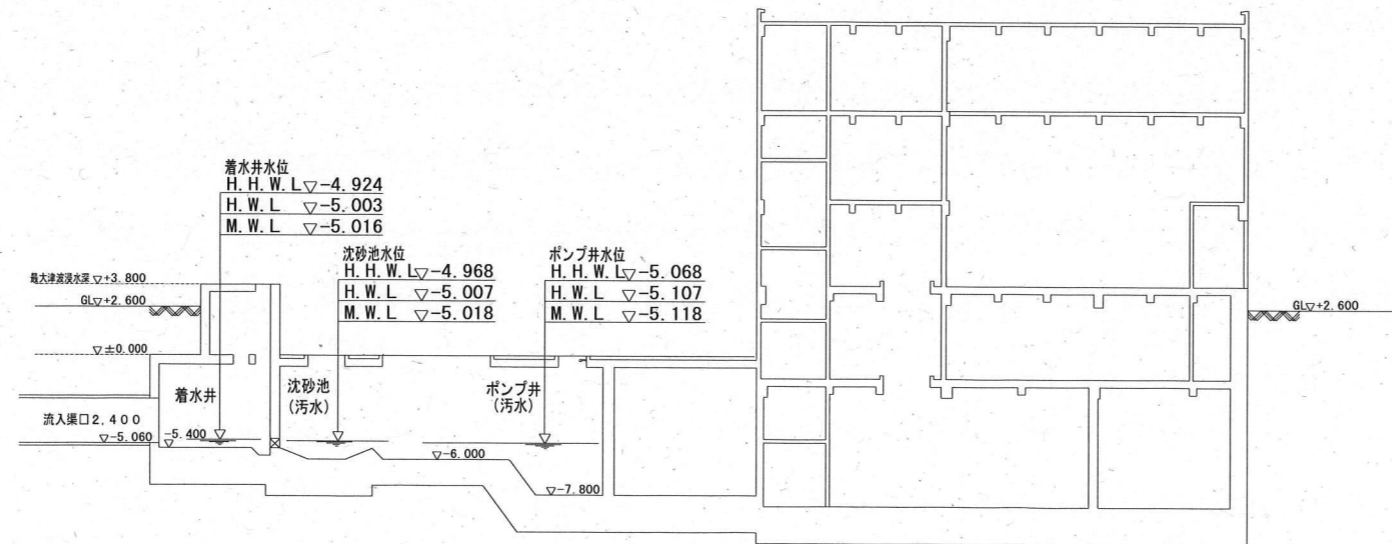 着水井水位
H.H.W.L▽-4.924
H.W.L ▽-5.003
M.W.L ▽-5.016
沈砂池水位
H.H.W.L▽-4.968
H.W.L ▽-5.007
M.W.L ▽-5.018
ポンプ井水位
H.H.W.L▽-5.068
H.W.L ▽-5.107
M.W.L ▽-5.118
最大津波浸水深 ▽+3.800
GL▽+2.600
GL▽+2.600
▽±0.000
着水井
沈砂池
(汚水)
ポンプ井
(汚水)
流入渠口2,400
▽-5.060
-5.400
▽
▽-6.000
▽-7.800